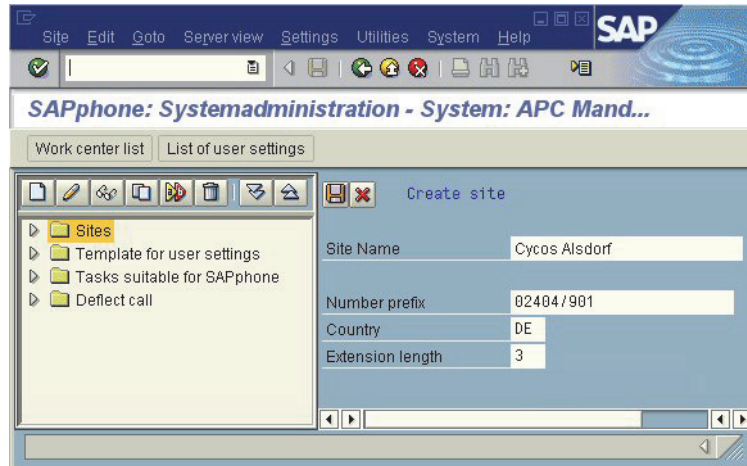 Site Edit Goto Server view Settings Utilities System Help
SAP
SAPphone: Systemadministration - System: APC Mand...
Work center list List of user settings
Create site
Sites
Template for user settings
Tasks suitable for SAPphone
Deflect call
Site Name Cycos Alsdorf
Number prefix 02404/901
Country DE
Extension length 3